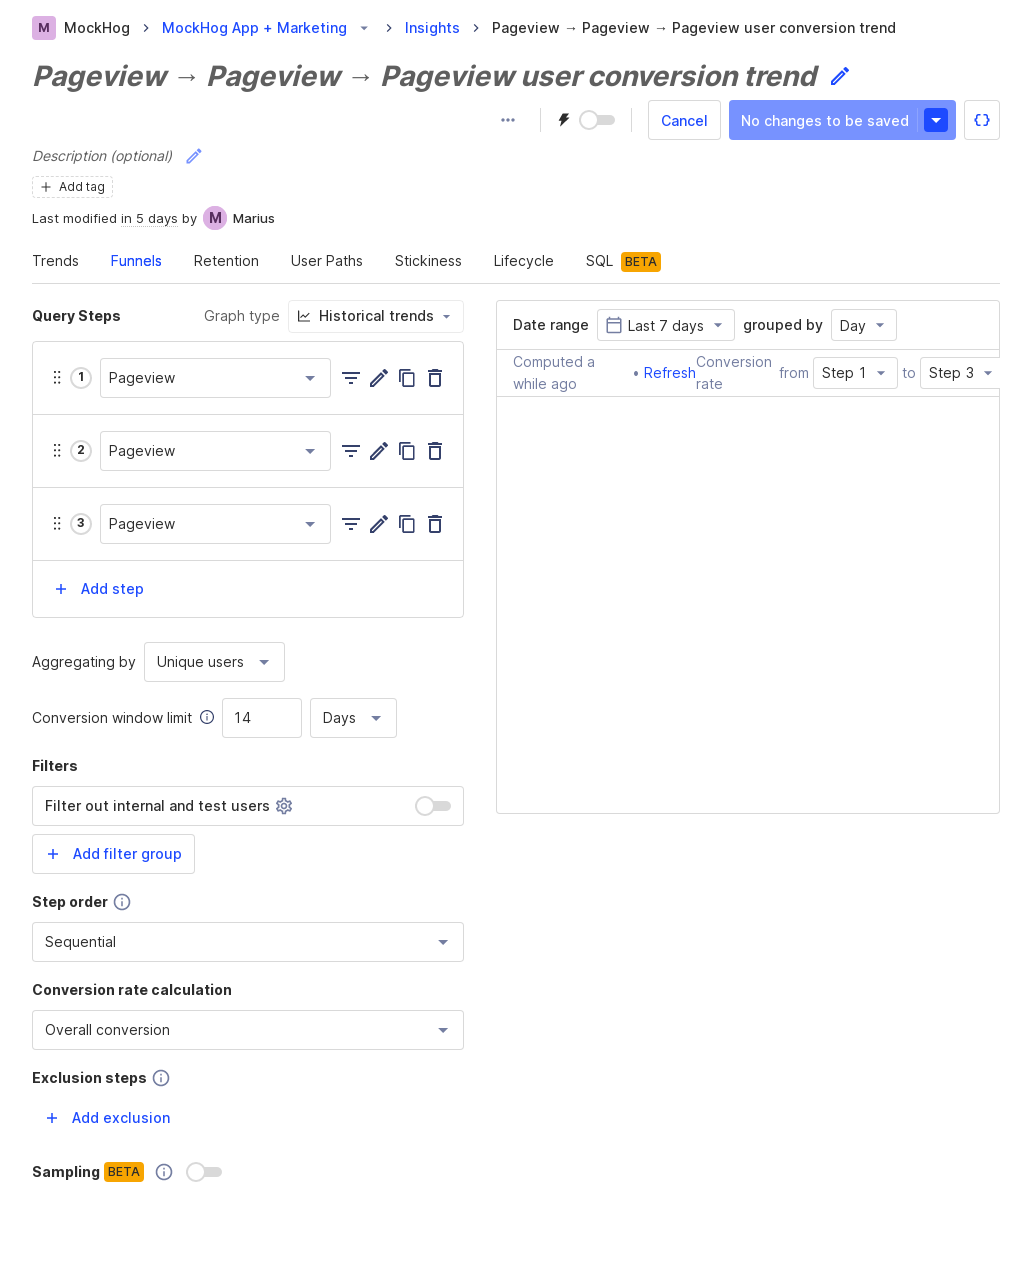 M MockHog MockHog App + Marketing Insights Pageview → Pageview → Pageview user conversion trend
Pageview → Pageview → Pageview user conversion trend
Cancel No changes to be saved
Description (optional)
Add tag
Last modified in 5 days by M Marius
Trends Funnels Retention User Paths Stickiness Lifecycle SQL BETA
Query Steps Graph type Historical trends
1 Pageview
2 Pageview
3 Pageview
Add step
Aggregating by Unique users
Conversion window limit 14 Days
Filters
Filter out internal and test users
Add filter group
Step order
Sequential
Conversion rate calculation
Overall conversion
Exclusion steps
Add exclusion
Sampling BETA
Date range Last 7 days grouped by Day
Computed a while ago • Refresh Conversion rate from Step 1 to Step 3